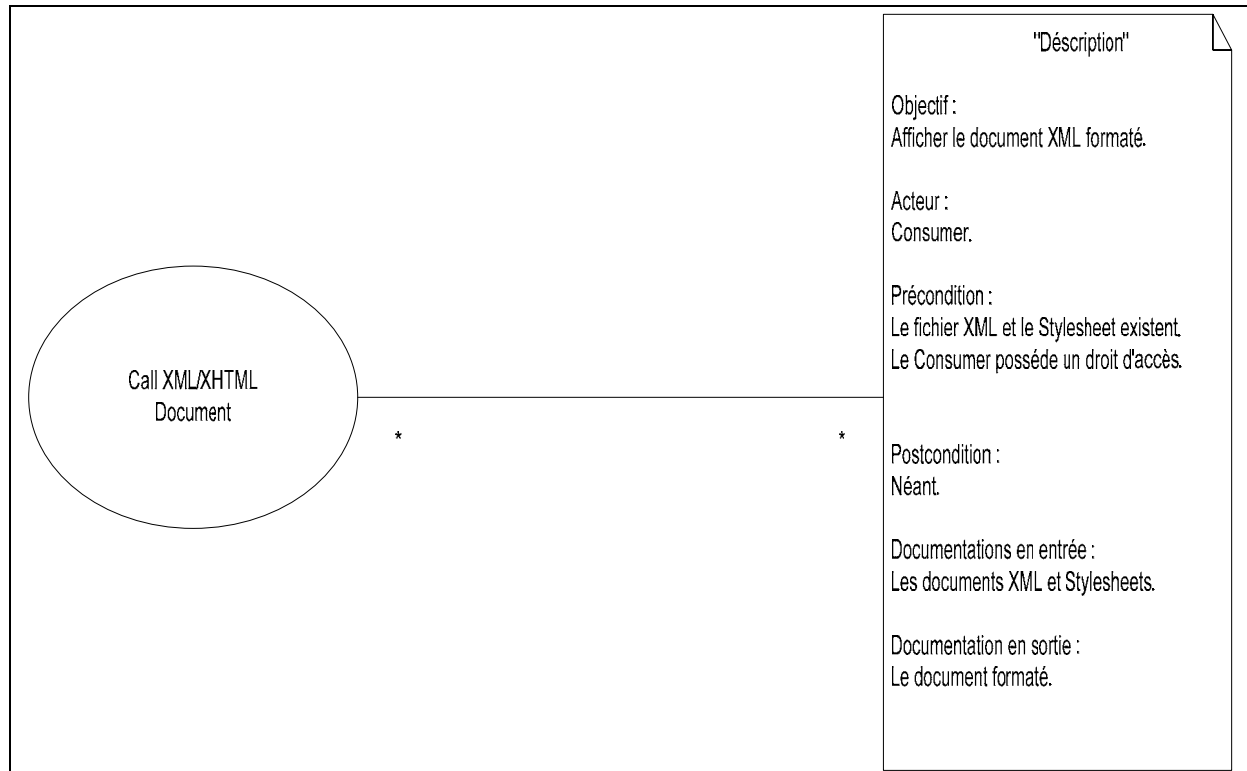 "Déscription"
Objectif :
Afficher le document XML formaté.
Acteur :
Consumer.
Précondition :
Le fichier XML et le Stylesheet existent.
Le Consumer posséde un droit d'accès.
Call XML/XHTML
Document
*
*
Postcondition :
Néant.
Documentations en entrée :
Les documents XML et Stylesheets.
Documentation en sortie :
Le document formaté.